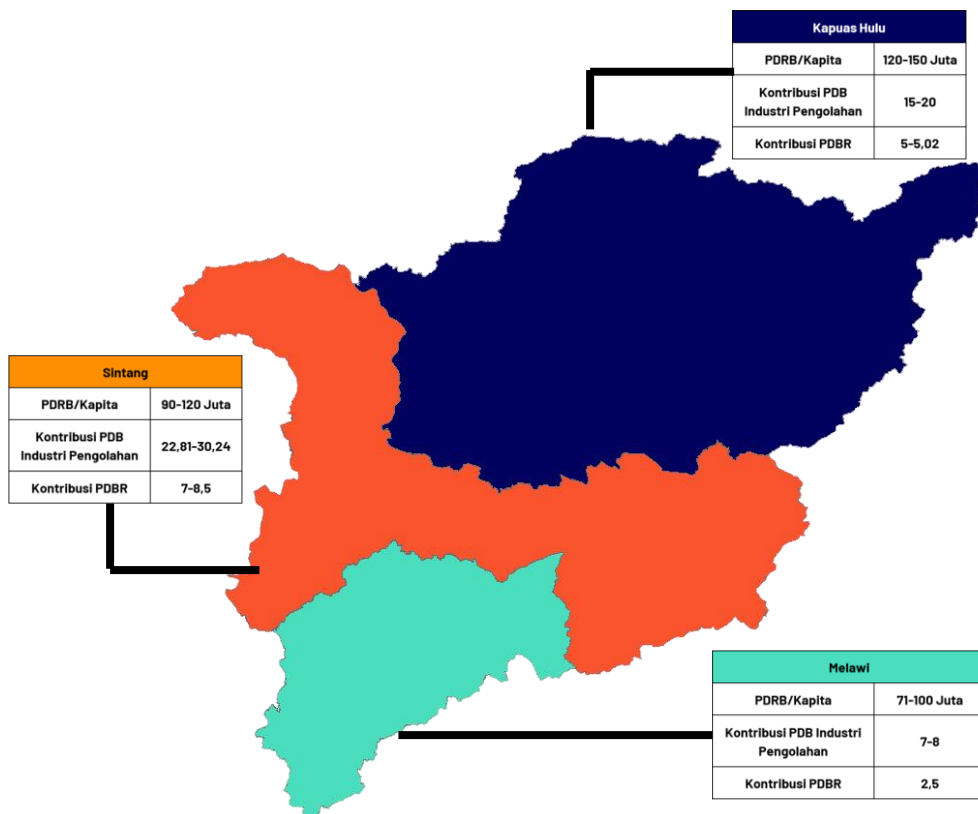 Kapuas Hulu
PDRB/Kapita 120-150 Juta
Kontribusi PDB
Industri Pengolahan 15-20
Kontribusi PDBR 5-5,02
Sintang
PDRB/Kapita 90-120 Juta
Kontribusi PDB
Industri Pengolahan 22,81-30,24
Kontribusi PDBR 7-8,5
Melawi
PDRB/Kapita 71-100 Juta
Kontribusi PDB Industri
Pengolahan 7-8
Kontribusi PDBR 2,5